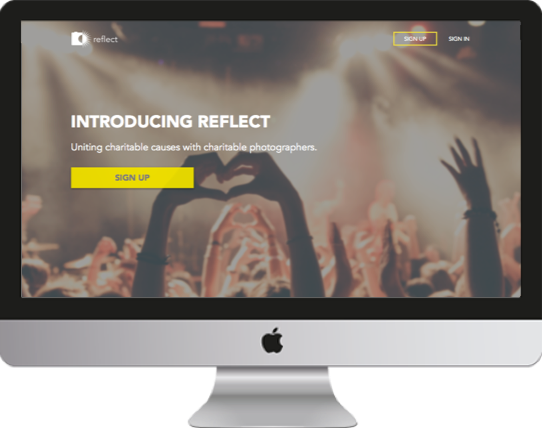 reflect
SIGN UP
SIGN IN
INTRODUCING REFLECT
Uniting charitable causes with charitable photographers.
SIGN UP